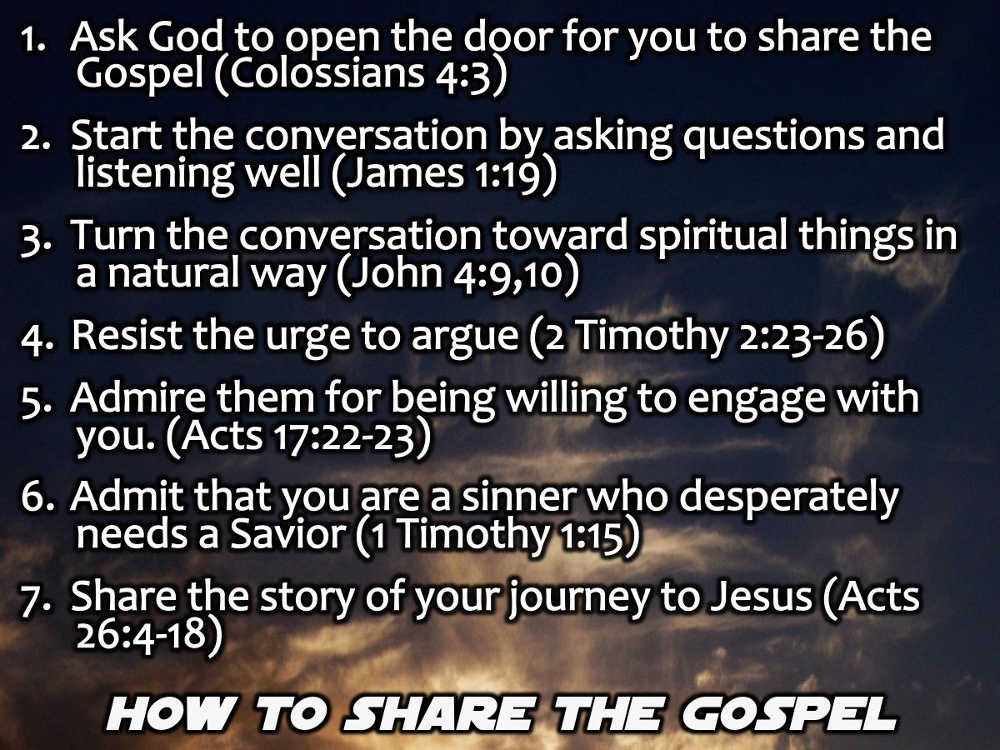 1. Ask God to open the door for you to share the
Gospel (Colossians 4:3)
2. Start the conversation by asking questions and
listening well (James 1:19)
3. Turn the conversation toward spiritual things in
a natural way (John 4:9,10)
4. Resist the urge to argue (2 Timothy 2:23-26)
5. Admire them for being willing to engage with
you. (Acts 17:22-23)
6. Admit that you are a sinner who desperately
needs a Savior (1 Timothy 1:15)
7. Share the story of your journey to Jesus (Acts
26:4-18)
HOW TO SHARE THE GOSPEL